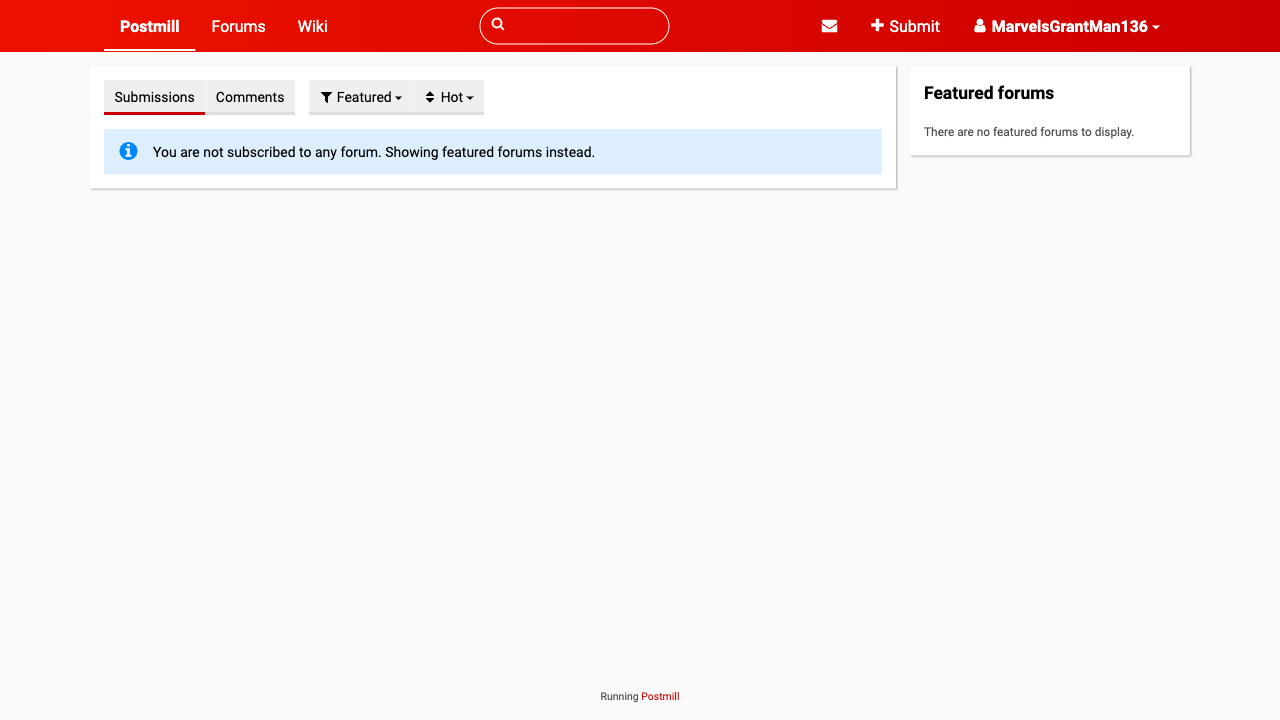 Postmill Forums Wiki Submit MarvelsGrantMan136
Submissions Comments Featured Hot
You are not subscribed to any forum. Showing featured forums instead.
Featured forums
There are no featured forums to display.
Running Postmill